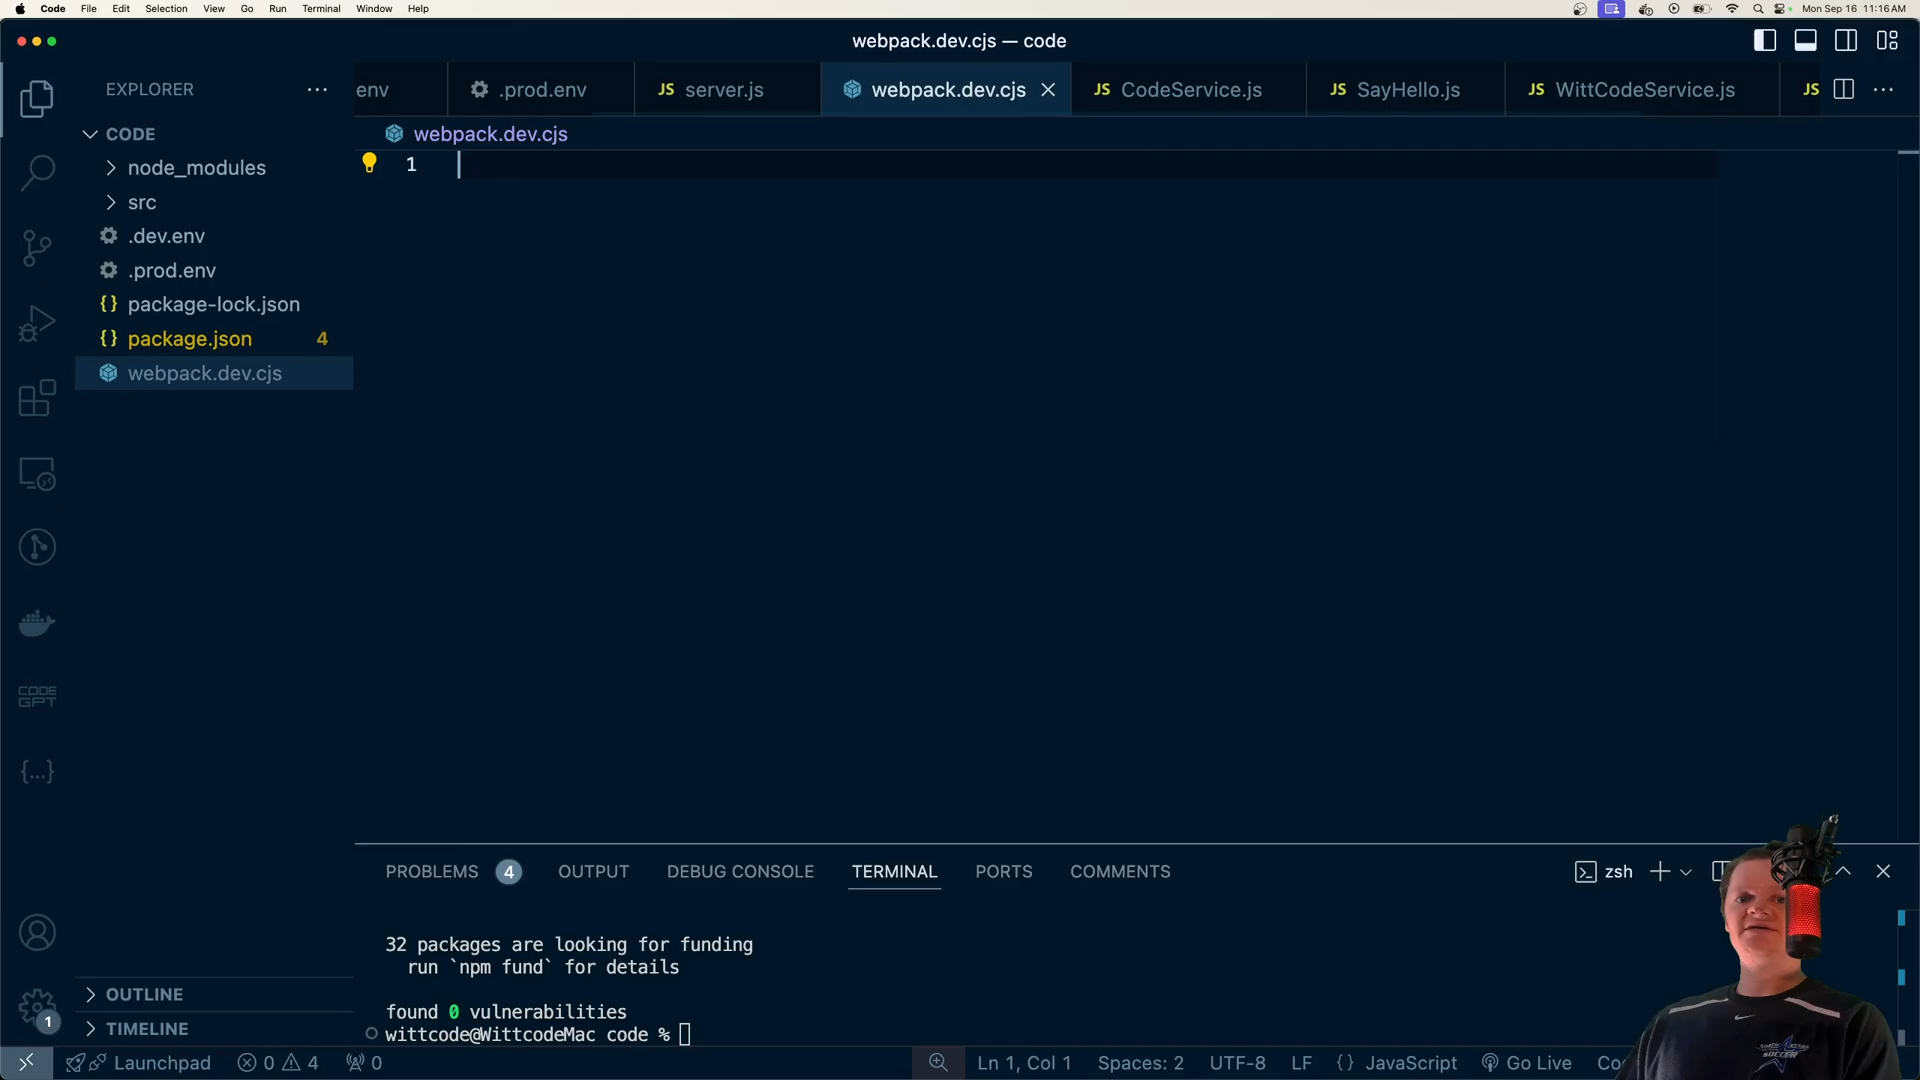 Code File Edit Selection View Go Run Terminal Window Help
Mon Sep 16 11:16 AM
webpack.dev.cjs — code
EXPLORER
env
.prod.env
JS server.js
webpack.dev.cjs
JS CodeService.js
JS SayHello.js
JS WittCodeService.js
JS
CODE
webpack.dev.cjs
node_modules
1
src
.dev.env
.prod.env
{} package-lock.json
{} package.json 4
webpack.dev.cjs
CODE
GPT
{...}
PROBLEMS 4 OUTPUT DEBUG CONSOLE TERMINAL PORTS COMMENTS
zsh
32 packages are looking for funding
run `npm fund` for details
found 0 vulnerabilities
wittcode@WittcodeMac code %
OUTLINE
TIMELINE
1
Launchpad 0 4 0
Ln 1, Col 1 Spaces: 2 UTF-8 LF {} JavaScript Go Live Co
SOCCER